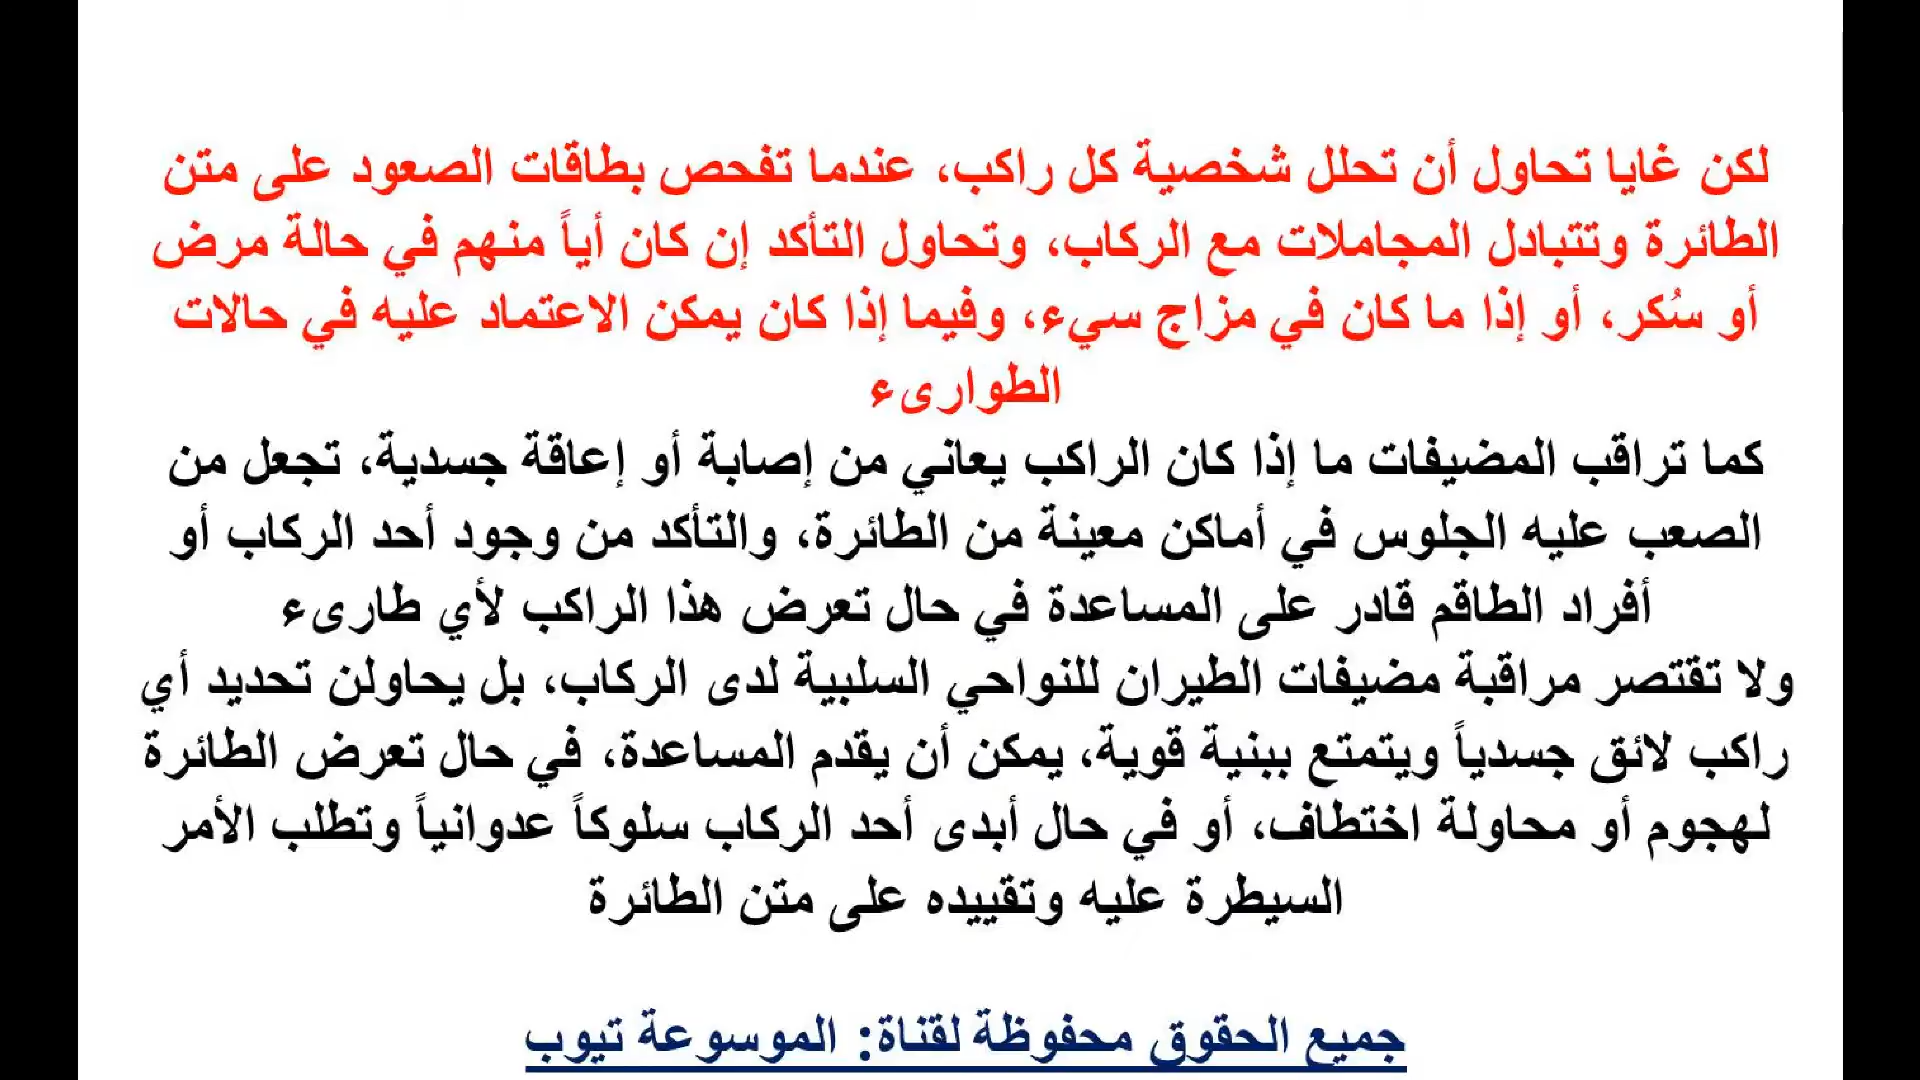 لكن غايا تحاول أن تحلل شخصية كل راكب، عندما تفحص بطاقات الصعود على متن
الطائرة وتتبادل المجاملات مع الركاب، وتحاول التأكد إن كان أياً منهم في حالة مرض
أو سُكر، أو إذا ما كان في مزاج سيء، وفيما إذا كان يمكن الاعتماد عليه في حالات
الطوارىء
كما تراقب المضيفات ما إذا كان الراكب يعاني من إصابة أو إعاقة جسدية، تجعل من
الصعب عليه الجلوس في أماكن معينة من الطائرة، والتأكد من وجود أحد الركاب أو
أفراد الطاقم قادر على المساعدة في حال تعرض هذا الراكب لأي طارىء
ولا تقتصر مراقبة مضيفات الطيران للنواحي السلبية لدى الركاب، بل يحاولن تحديد أي
راكب لائق جسدياً ويتمتع ببنية قوية، يمكن أن يقدم المساعدة، في حال تعرض الطائرة
لهجوم أو محاولة اختطاف، أو في حال أبدى أحد الركاب سلوكاً عدوانياً وتطلب الأمر
السيطرة عليه وتقييده على متن الطائرة
جميع الحقوق محفوظة لقناة: الموسوعة تيوب